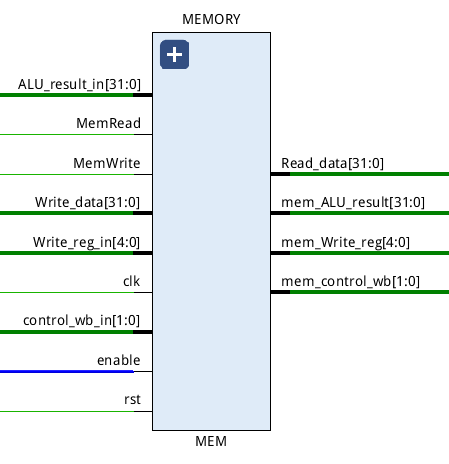 MEMORY
ALU_result_in[31:0]
MemRead
MemWrite
Read_data[31:0]
Write_data[31:0]
mem_ALU_result[31:0]
Write_reg_in[4:0]
mem_Write_reg[4:0]
clk
mem_control_wb[1:0]
control_wb_in[1:0]
enable
rst
MEM